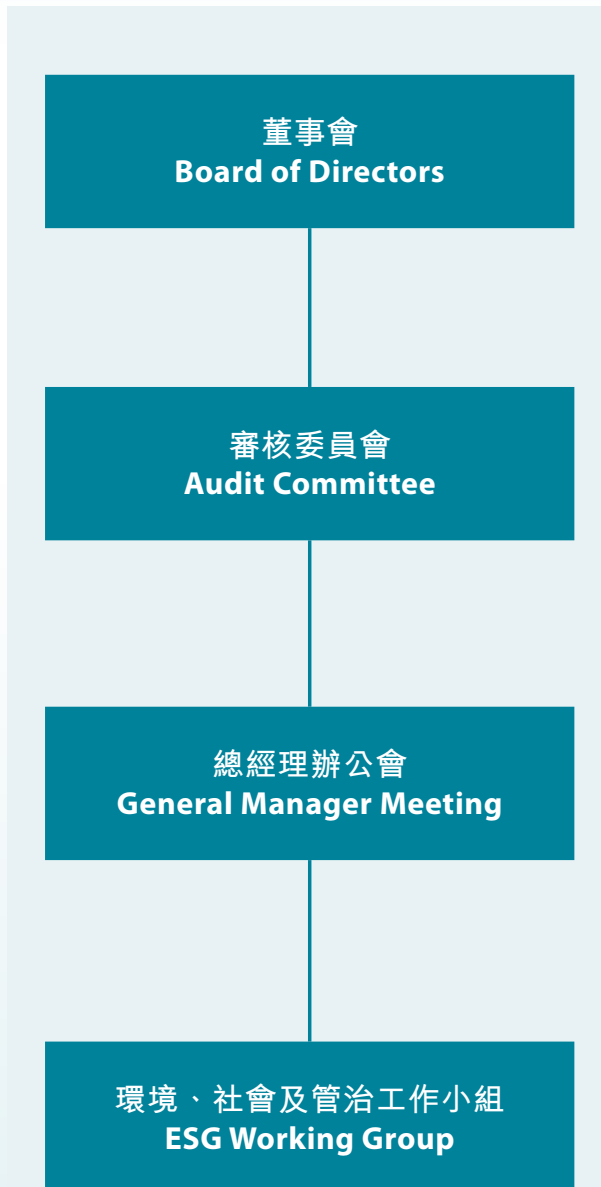 董事會
Board of Directors
審核委員會
Audit Committee
總經理辦公會
General Manager Meeting
環境、社會及管治工作小組
ESG Working Group